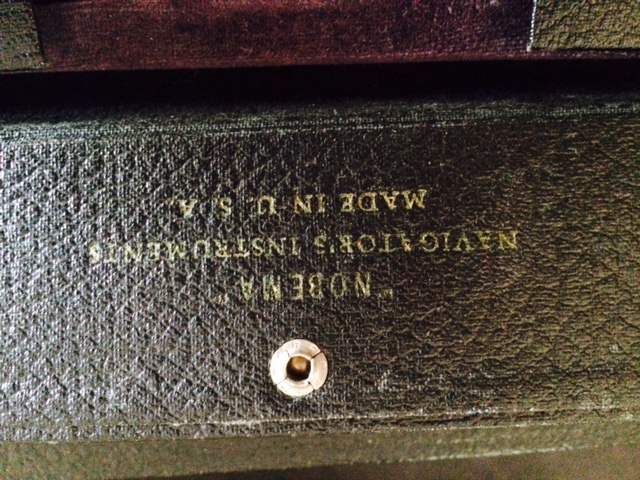 "NOBEMA"
NAVIGATOR'S INSTRUMENTS
MADE IN U. S. A.